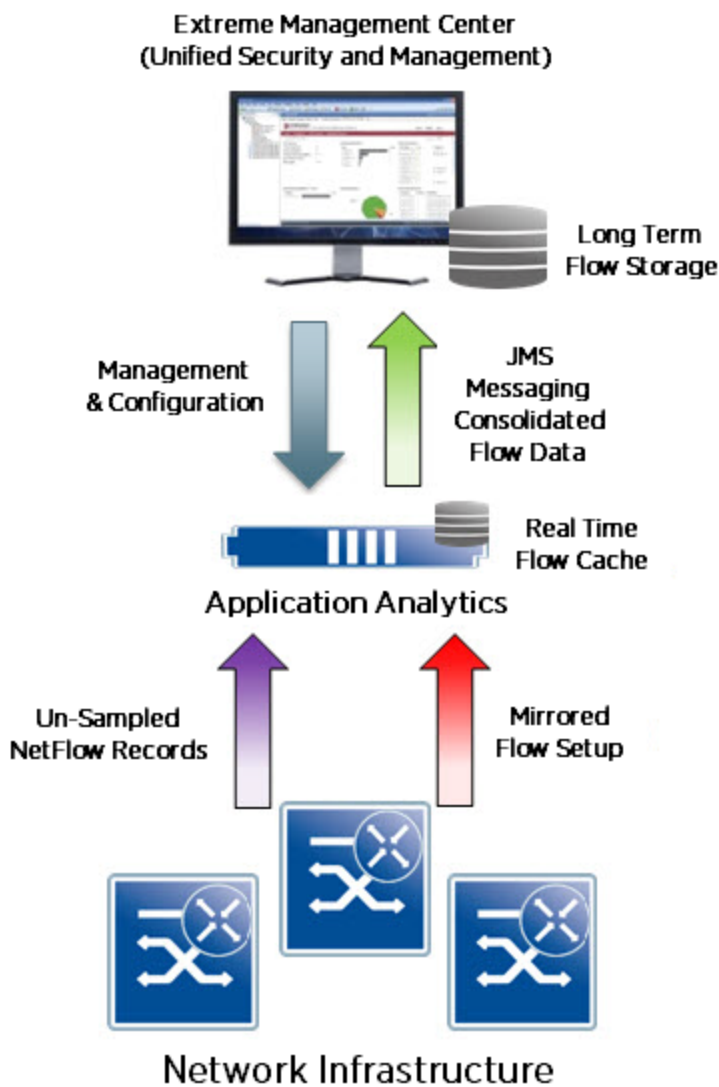 Extreme Management Center
(Unified Security and Management)
Long Term
Flow Storage
Management
& Configuration
JMS
Messaging
Consolidated
Flow Data
Real Time
Flow Cache
Application Analytics
Un-Sampled
NetFlow Records
Mirrored
Flow Setup
Network Infrastructure